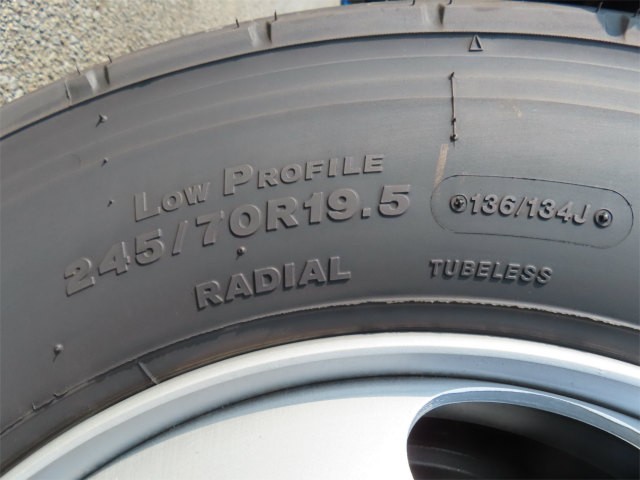 LOW PROFILE
245/70R19.5
136/134J
RADIAL
TUBELESS